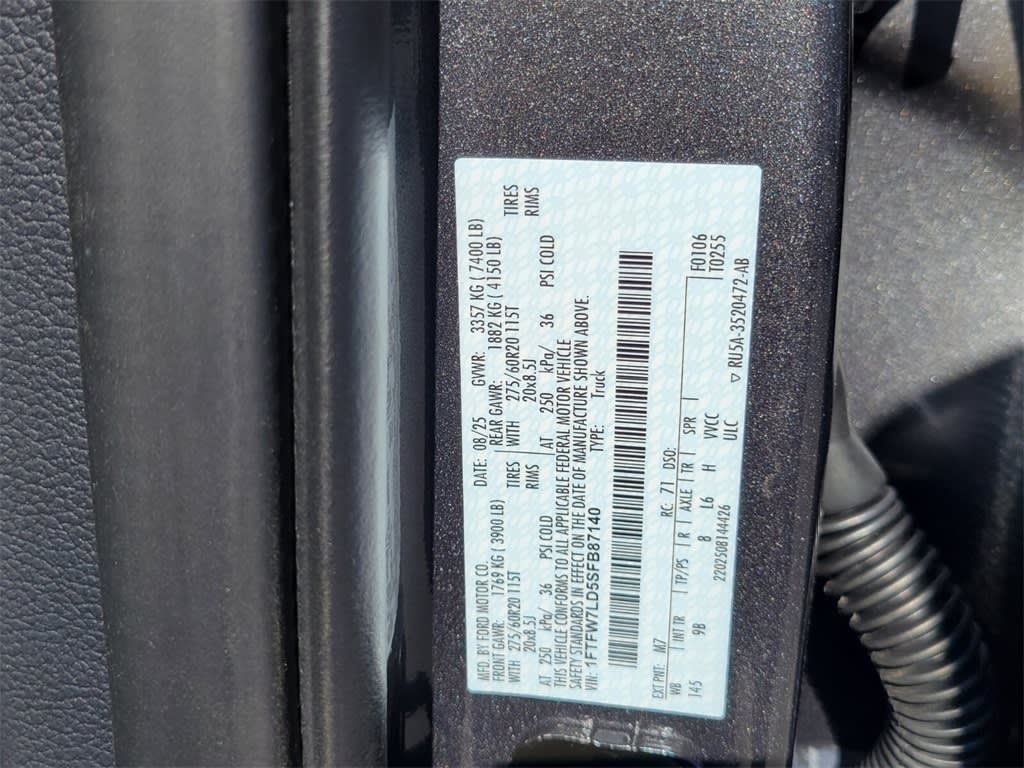 MFD. BY FORD MOTOR CO.
DATE: 08/25 GVWR: 3357 KG ( 7400 LB)
FRONT GAWR: 1769 KG ( 3900 LB) REAR GAWR: 1882 KG ( 4150 LB)
WITH 275/60R20 115T TIRES WITH 275/60R20 115T TIRES
20x8.5J RIMS 20x8.5J RIMS
AT 250 kPa/ 36 PSI COLD AT 250 kPa/ 36 PSI COLD
THIS VEHICLE CONFORMS TO ALL APPLICABLE FEDERAL MOTOR VEHICLE
SAFETY STANDARDS IN EFFECT ON THE DATE OF MANUFACTURE SHOWN ABOVE.
VIN: 1FTFW7LD5SFB87140 TYPE: Truck
EXT PNT: M7 RC: 71 DSO: F0106
WB INT TR TP/PS R AXLE TR SPR T0255
145 9B 8 L6 H VVCC
220250814426 ULC
▽ RU5A-3520472-AB